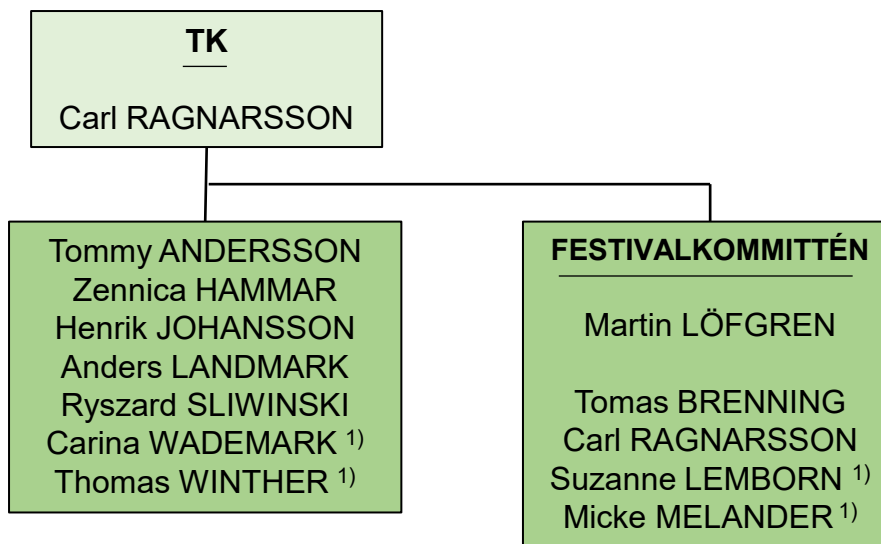 TK
Carl RAGNARSSON
Tommy ANDERSSON
Zennica HAMMAR
Henrik JOHANSSON
Anders LANDMARK
Ryszard SLIWINSKI
Carina WADEMARK 1)
Thomas WINTHER 1)
FESTIVALKOMMITTÉN
Martin LÖFGREN
Tomas BRENNING
Carl RAGNARSSON
Suzanne LEMBORN 1)
Micke MELANDER 1)